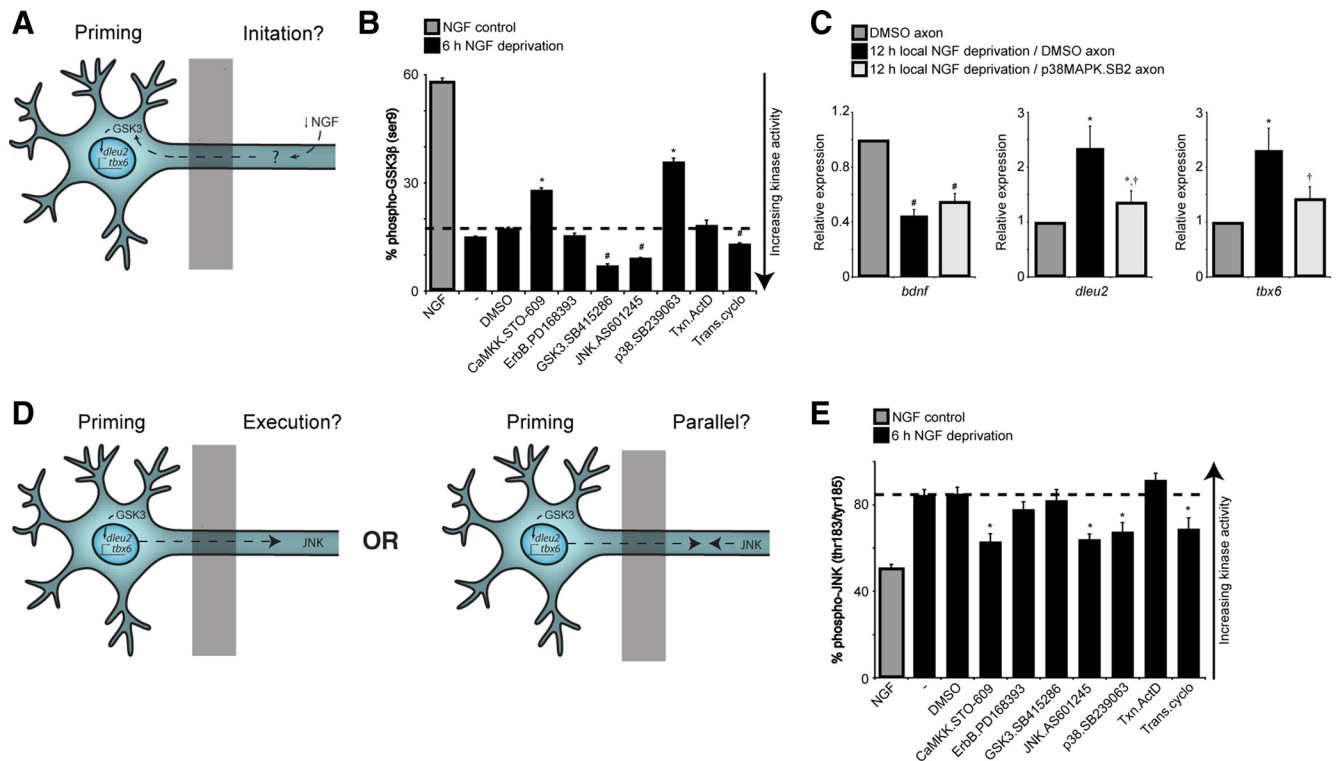 A
Priming
Initation?
GSK3
dleu2
tbx6
?
↓NGF
B
NGF control
6 h NGF deprivation
% phospho-GSK3β (ser9)
60
30
0
*
#
#
*
#
Increasing kinase activity
NGF
-
DMSO
CaMKK.STO-609
ErbB.PD168393
GSK3.SB415286
JNK.AS601245
p38.SB239063
Txn.ActD
Trans.cyclo
C
DMSO axon
12 h local NGF deprivation / DMSO axon
12 h local NGF deprivation / p38MAPK.SB2 axon
Relative expression
1.2
0.8
0.4
0
#
#
bdnf
Relative expression
3
2
1
0
*
*,†
dleu2
Relative expression
3
2
1
0
*
†
tbx6
D
Priming
Execution?
GSK3
dleu2
tbx6
JNK
OR
Priming
Parallel?
GSK3
dleu2
tbx6
JNK
E
NGF control
6 h NGF deprivation
% phospho-JNK (thr183/tyr185)
80
40
0
*
*
*
*
Increasing kinase activity
NGF
-
DMSO
CaMKK.STO-609
ErbB.PD168393
GSK3.SB415286
JNK.AS601245
p38.SB239063
Txn.ActD
Trans.cyclo